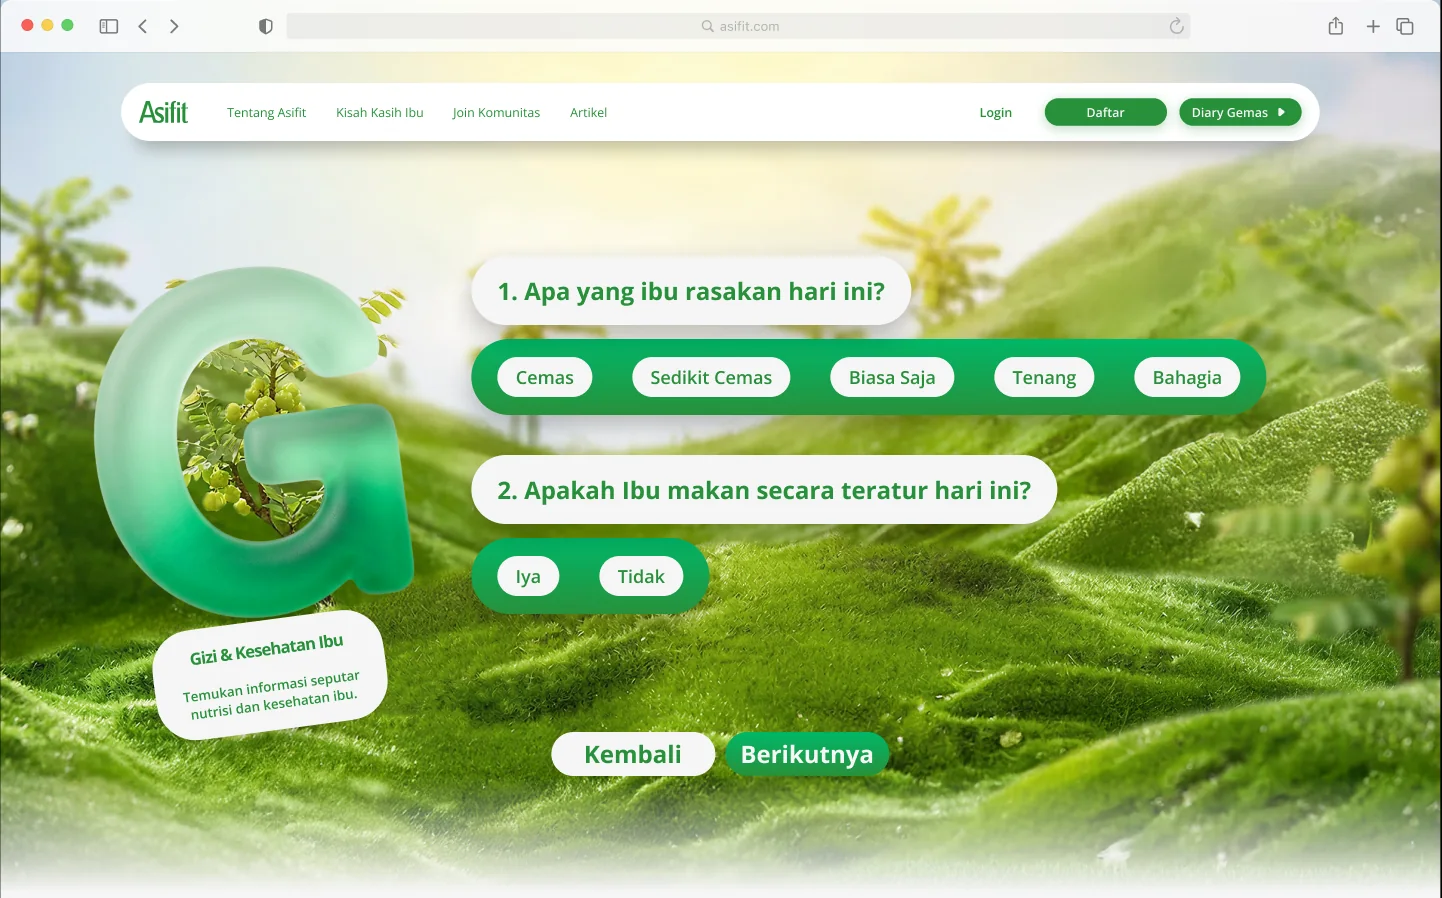 asifit.com
Asifit
Tentang Asifit
Kisah Kasih Ibu
Join Komunitas
Artikel
Login
Daftar
Diary Gemas
G
1. Apa yang ibu rasakan hari ini?
Cemas
Sedikit Cemas
Biasa Saja
Tenang
Bahagia
2. Apakah Ibu makan secara teratur hari ini?
Iya
Tidak
Gizi & Kesehatan Ibu
Temukan informasi seputar
nutrisi dan kesehatan ibu.
Kembali
Berikutnya